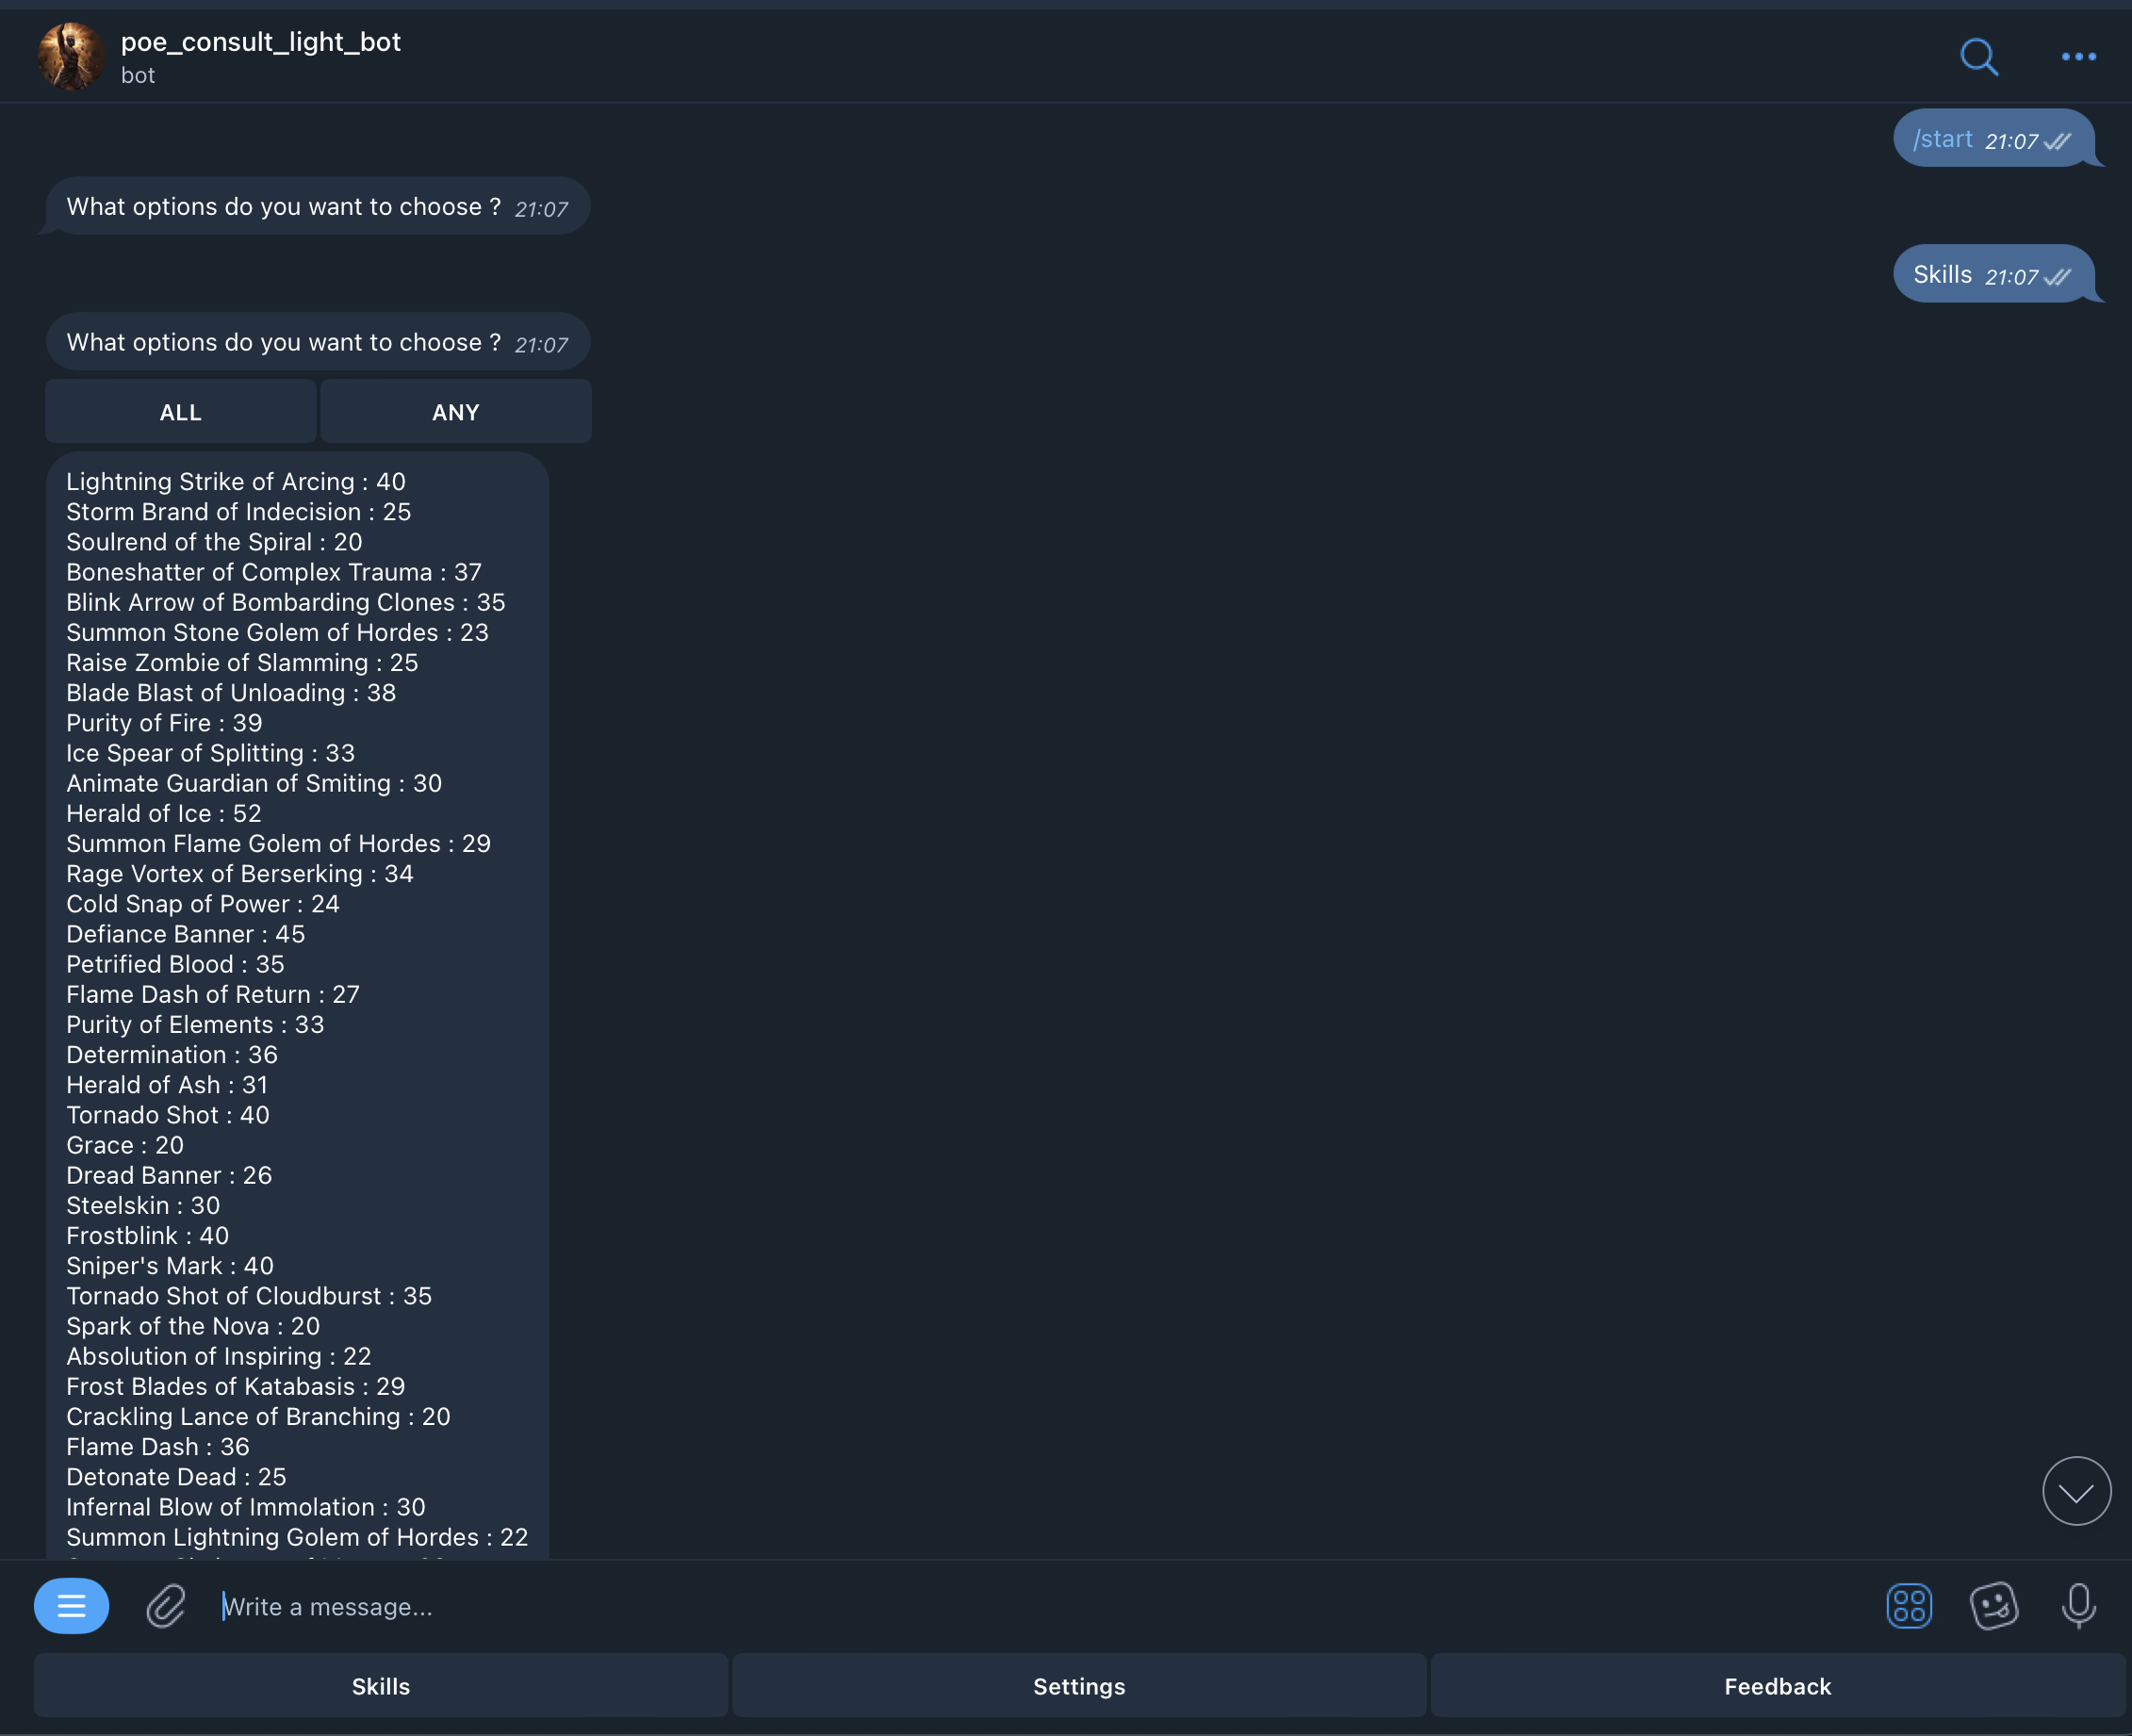 poe_consult_light_bot
bot
/start 21:07
What options do you want to choose ? 21:07
Skills 21:07
What options do you want to choose ? 21:07
ALL
ANY
Lightning Strike of Arcing : 40
Storm Brand of Indecision : 25
Soulrend of the Spiral : 20
Boneshatter of Complex Trauma : 37
Blink Arrow of Bombarding Clones : 35
Summon Stone Golem of Hordes : 23
Raise Zombie of Slamming : 25
Blade Blast of Unloading : 38
Purity of Fire : 39
Ice Spear of Splitting : 33
Animate Guardian of Smiting : 30
Herald of Ice : 52
Summon Flame Golem of Hordes : 29
Rage Vortex of Berserking : 34
Cold Snap of Power : 24
Defiance Banner : 45
Petrified Blood : 35
Flame Dash of Return : 27
Purity of Elements : 33
Determination : 36
Herald of Ash : 31
Tornado Shot : 40
Grace : 20
Dread Banner : 26
Steelskin : 30
Frostblink : 40
Sniper's Mark : 40
Tornado Shot of Cloudburst : 35
Spark of the Nova : 20
Absolution of Inspiring : 22
Frost Blades of Katabasis : 29
Crackling Lance of Branching : 20
Flame Dash : 36
Detonate Dead : 25
Infernal Blow of Immolation : 30
Summon Lightning Golem of Hordes : 22
Write a message...
Skills
Settings
Feedback